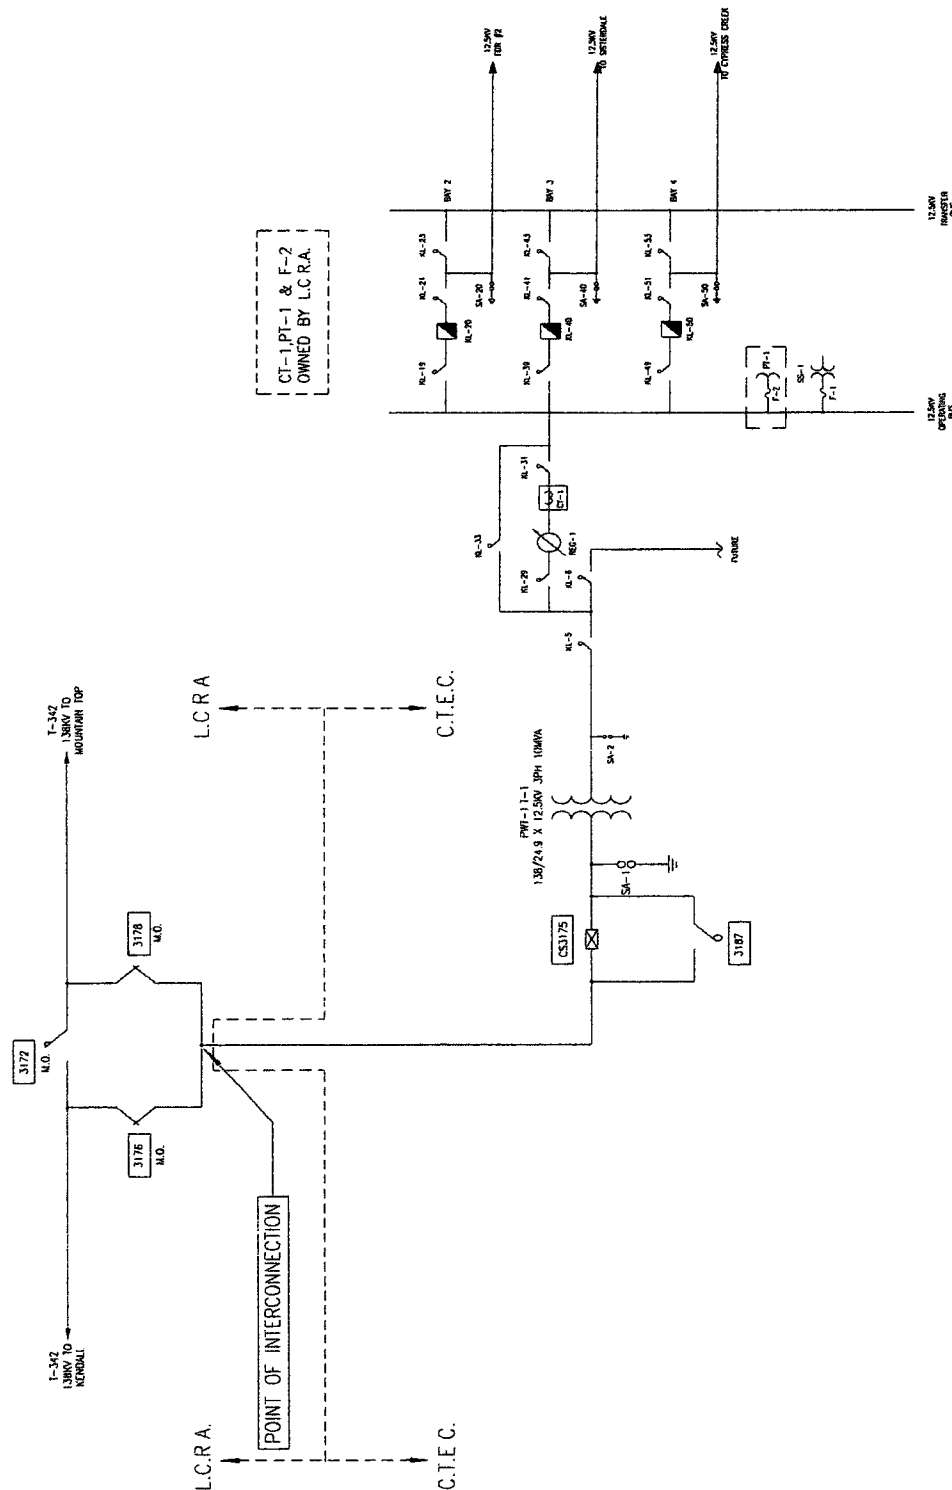 T-342
138KV TO
KENDALL
T-342
138KV TO
MOUNTAIN TOP
3172
M.O.
3176
M.O.
3178
M.O.
POINT OF INTERCONNECTION
L.C.R.A.
C.T.E.C.
L.C R A
C.T.E.C.
CS3175
3187
SA-1
PWT-1 T-1
138/24.9 X 12.5KV 3PH 10MVA
SA-2
KL-5
KL-6
FUTURE
KL-33
KL-29
REG-1
CT-1
KL-31
CT-1,PT-1 & F-2
OWNED BY L.C R.A.
KL-19
KL-20
KL-21
KL-23
SA-20
BAY 2
12.5KV
KL-39
KL-40
KL-41
KL-43
SA-40
BAY 3
12.5KV
TO SISTERDALE
KL-49
KL-50
KL-51
KL-53
SA-50
BAY 4
12.5KV
TO CYPRESS CREEK
F-2
PT-1
F-1
SS-1
12.5KV
OPERATING
BUS
12.5KV
TRANSFER